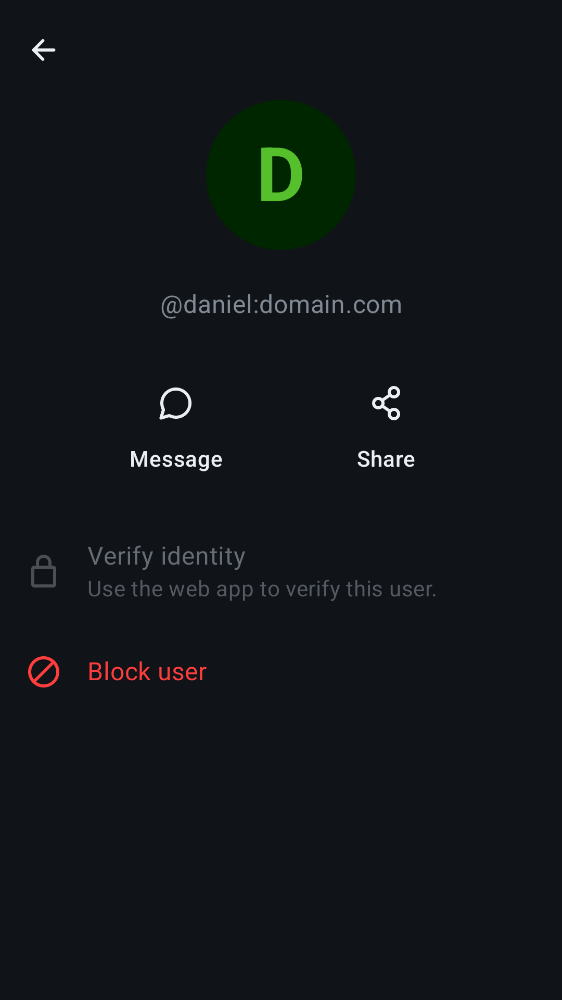 D
@daniel:domain.com
Message
Share
Verify identity
Use the web app to verify this user.
Block user